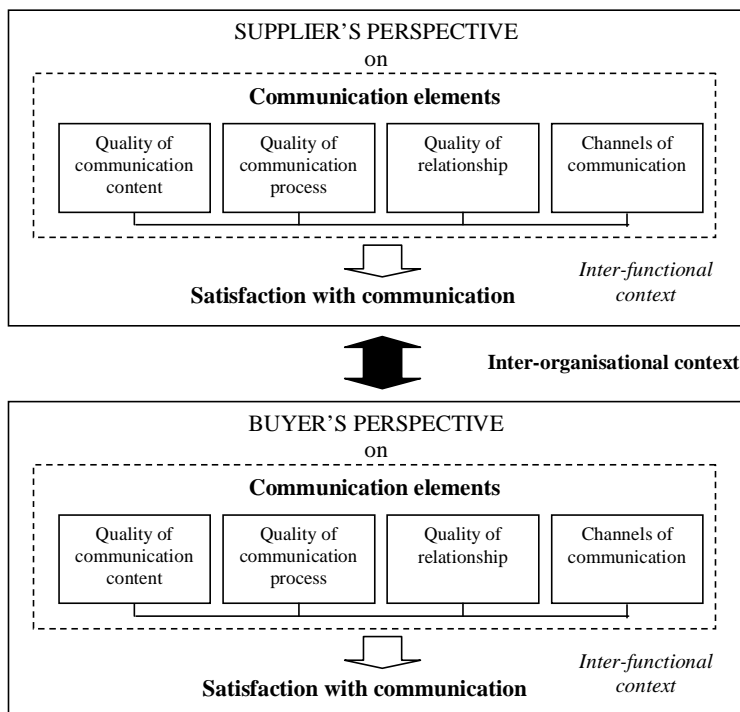 SUPPLIER'S PERSPECTIVE
on
Communication elements
Quality of
communication
content
Quality of
communication
process
Quality of
relationship
Channels of
communication
Inter-functional
context
Satisfaction with communication
Inter-organisational context
BUYER'S PERSPECTIVE
on
Communication elements
Quality of
communication
content
Quality of
communication
process
Quality of
relationship
Channels of
communication
Inter-functional
context
Satisfaction with communication